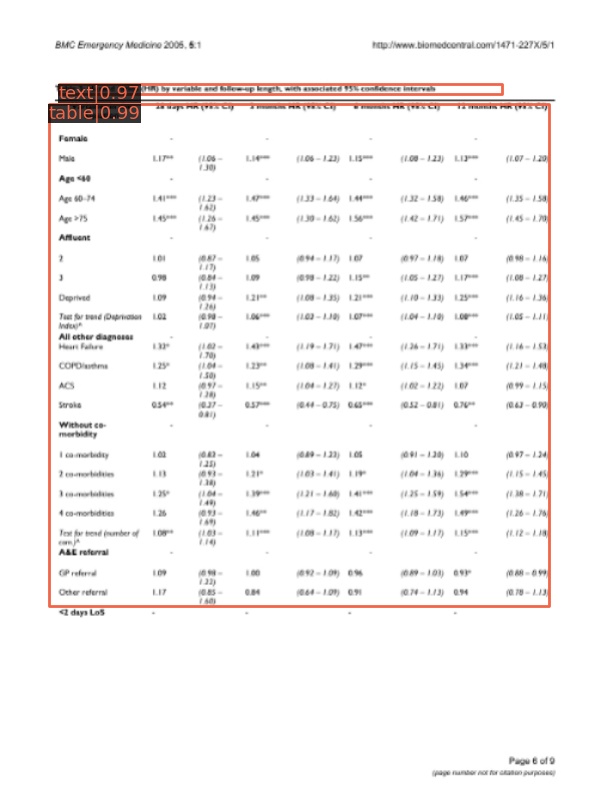 BMC Emergency Medicine 2005, 5:1 http://www.biomedcentral.com/1471-227X/5/1
text|0.97 (HR) by variable and follow-up length, with associated 95% confidence intervals
table|0.99 28 days HR (95% CI) HR (95% CI) 6 months HR (95% CI) 12 months HR (95% CI)
Female - - - -
Male 1.17** (1.06 – 1.30) 1.14*** (1.06 – 1.23) 1.15*** (1.08 – 1.23) 1.13*** (1.07 – 1.20)
Age <60 - - - -
Age 60–74 1.41*** (1.23 – 1.62) 1.47*** (1.33 – 1.64) 1.44*** (1.32 – 1.58) 1.46*** (1.35 – 1.58)
Age >75 1.45*** (1.26 – 1.67) 1.45*** (1.30 – 1.62) 1.56*** (1.42 – 1.71) 1.57*** (1.45 – 1.70)
Affluent - - - -
2 1.01 (0.87 – 1.17) 1.05 (0.94 – 1.17) 1.07 (0.97 – 1.18) 1.07 (0.98 – 1.16)
3 0.98 (0.84 – 1.13) 1.09 (0.98 – 1.22) 1.15** (1.05 – 1.27) 1.17*** (1.08 – 1.27)
Deprived 1.09 (0.94 – 1.26) 1.21** (1.08 – 1.35) 1.21*** (1.10 – 1.33) 1.25*** (1.16 – 1.36)
Test for trend (Deprivation Index)^ 1.02 (0.98 – 1.07) 1.06*** (1.02 – 1.10) 1.07*** (1.04 – 1.10) 1.08*** (1.05 – 1.11)
All other diagnoses
Heart Failure 1.32* (1.02 – 1.70) 1.43*** (1.19 – 1.71) 1.47*** (1.26 – 1.71) 1.33*** (1.16 – 1.53)
COPD/asthma 1.25* (1.04 – 1.50) 1.23** (1.08 – 1.41) 1.29*** (1.15 – 1.45) 1.34*** (1.21 – 1.48)
ACS 1.12 (0.97 – 1.28) 1.15** (1.04 – 1.27) 1.12* (1.02 – 1.22) 1.07 (0.99 – 1.15)
Stroke 0.54** (0.37 – 0.81) 0.57*** (0.44 – 0.75) 0.65*** (0.52 – 0.81) 0.76** (0.63 – 0.90)
Without co-morbidity - - - -
1 co-morbidity 1.02 (0.83 – 1.25) 1.04 (0.89 – 1.22) 1.05 (0.91 – 1.20) 1.10 (0.97 – 1.24)
2 co-morbidities 1.13 (0.93 – 1.38) 1.21* (1.03 – 1.41) 1.19* (1.04 – 1.36) 1.29*** (1.15 – 1.45)
3 co-morbidities 1.25* (1.04 – 1.49) 1.39*** (1.21 – 1.60) 1.41*** (1.25 – 1.59) 1.54*** (1.38 – 1.71)
4 co-morbidities 1.26 (0.93 – 1.69) 1.46** (1.17 – 1.82) 1.42*** (1.18 – 1.73) 1.49*** (1.26 – 1.76)
Test for trend (number of com.)^ 1.08** (1.03 – 1.14) 1.11*** (1.08 – 1.17) 1.13*** (1.09 – 1.17) 1.15*** (1.12 – 1.18)
A&E referral - - - -
GP referral 1.09 (0.98 – 1.22) 1.00 (0.92 – 1.09) 0.96 (0.89 – 1.03) 0.93* (0.88 – 0.99)
Other referral 1.17 (0.85 – 1.60) 0.84 (0.64 – 1.09) 0.91 (0.74 – 1.13) 0.94 (0.78 – 1.13)
<2 days LoS - - - -
Page 6 of 9
(page number not for citation purposes)